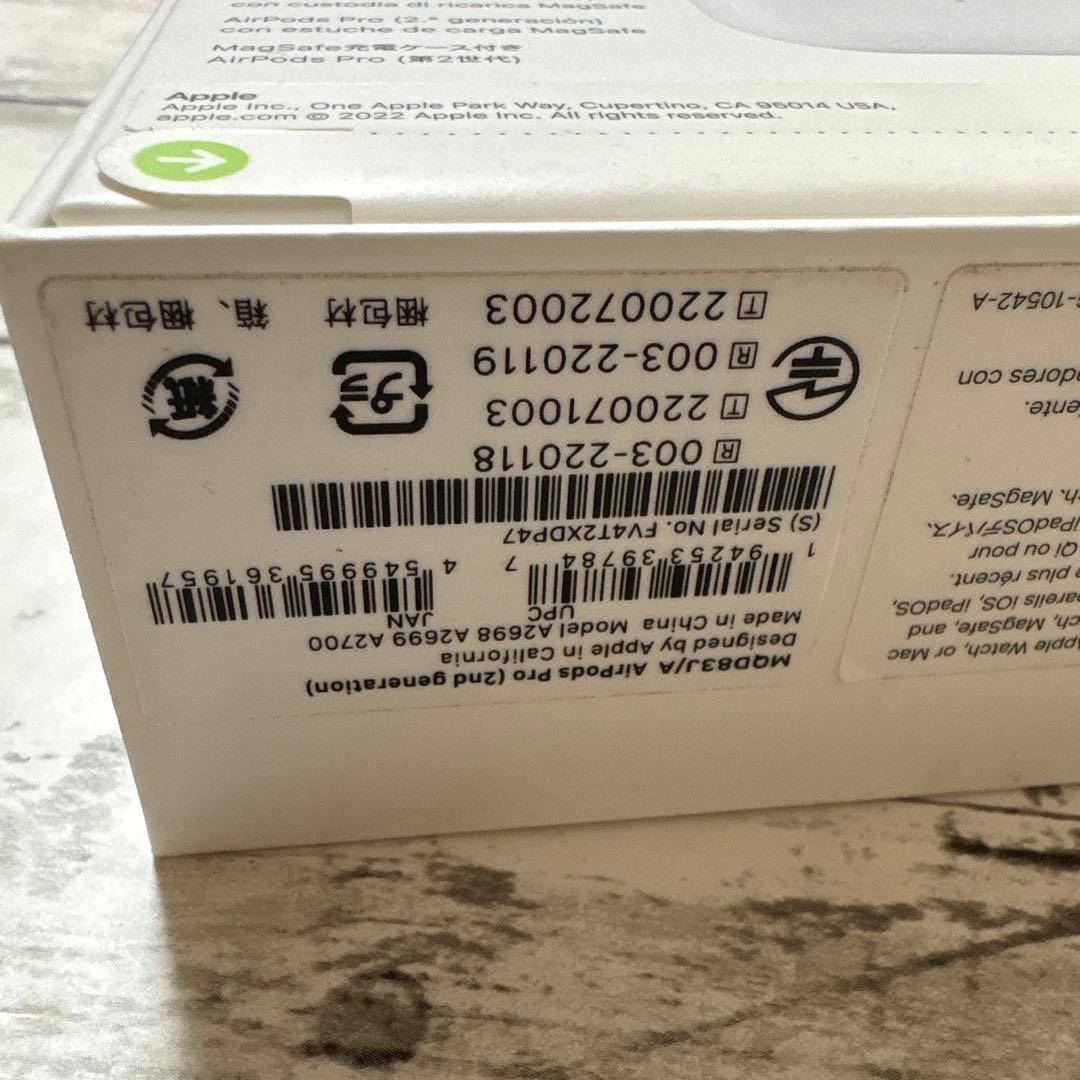 con custodia di ricarica MagSafe
AirPods Pro (2.ª generación)
con estuche de carga MagSafe
MagSafe充電ケース付き
AirPods Pro (第2世代)
Apple
Apple Inc., One Apple Park Way, Cupertino, CA 95014 USA.
apple.com © 2022 Apple Inc. All rights reserved.
MQD83J/A AirPods Pro (2nd generation)
Designed by Apple in California
Made in China Model A2698 A2699 A2700
UPC
JAN
1 94253 39784 7
4 549995 361957
(S) Serial No. FV4T2XDP47
R 003-220118
T 220071003
R 003-220119
T 220072003
プラ
梱包材
紙
箱、梱包材
Apple Watch, or Mac
MagSafe, and
pareils iOS, iPadOS,
e plus récent.
Qi ou pour
iPadOSデバイス、
ch、MagSafe、
ente.
adores con
-10542-A